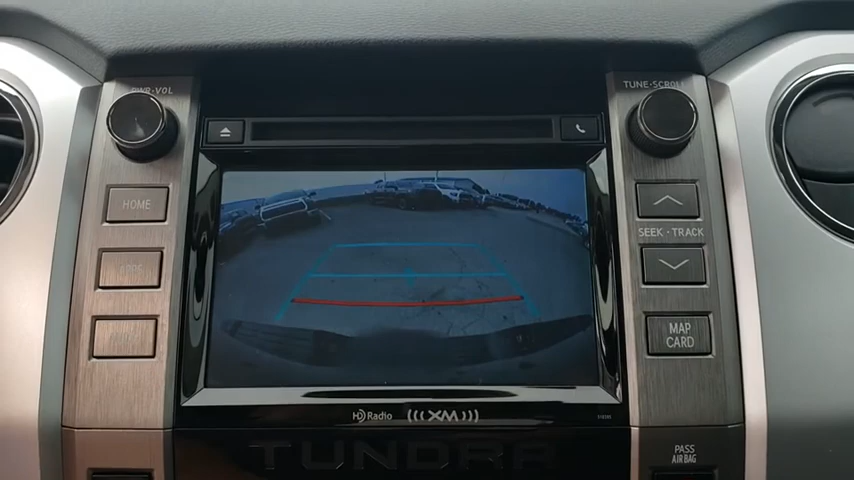 PWR·VOL
TUNE·SCROLL
HOME
SEEK·TRACK
MAP
CARD
HD Radio
((( XM )))
TUNDRA
PASS
AIR BAG